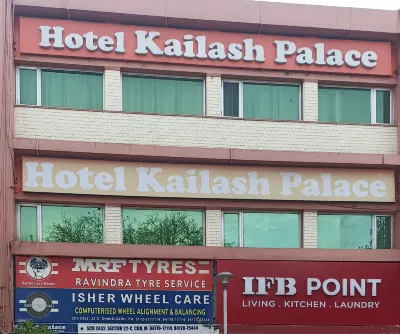 Hotel Kailash Palace
Hotel Kailash Palace
MRF TYRES
RAVINDRA TYRE SERVICE
ISHER WHEEL CARE
COMPUTERISED WHEEL ALIGNMENT & BALANCING
IFB POINT
LIVING . KITCHEN . LAUNDRY